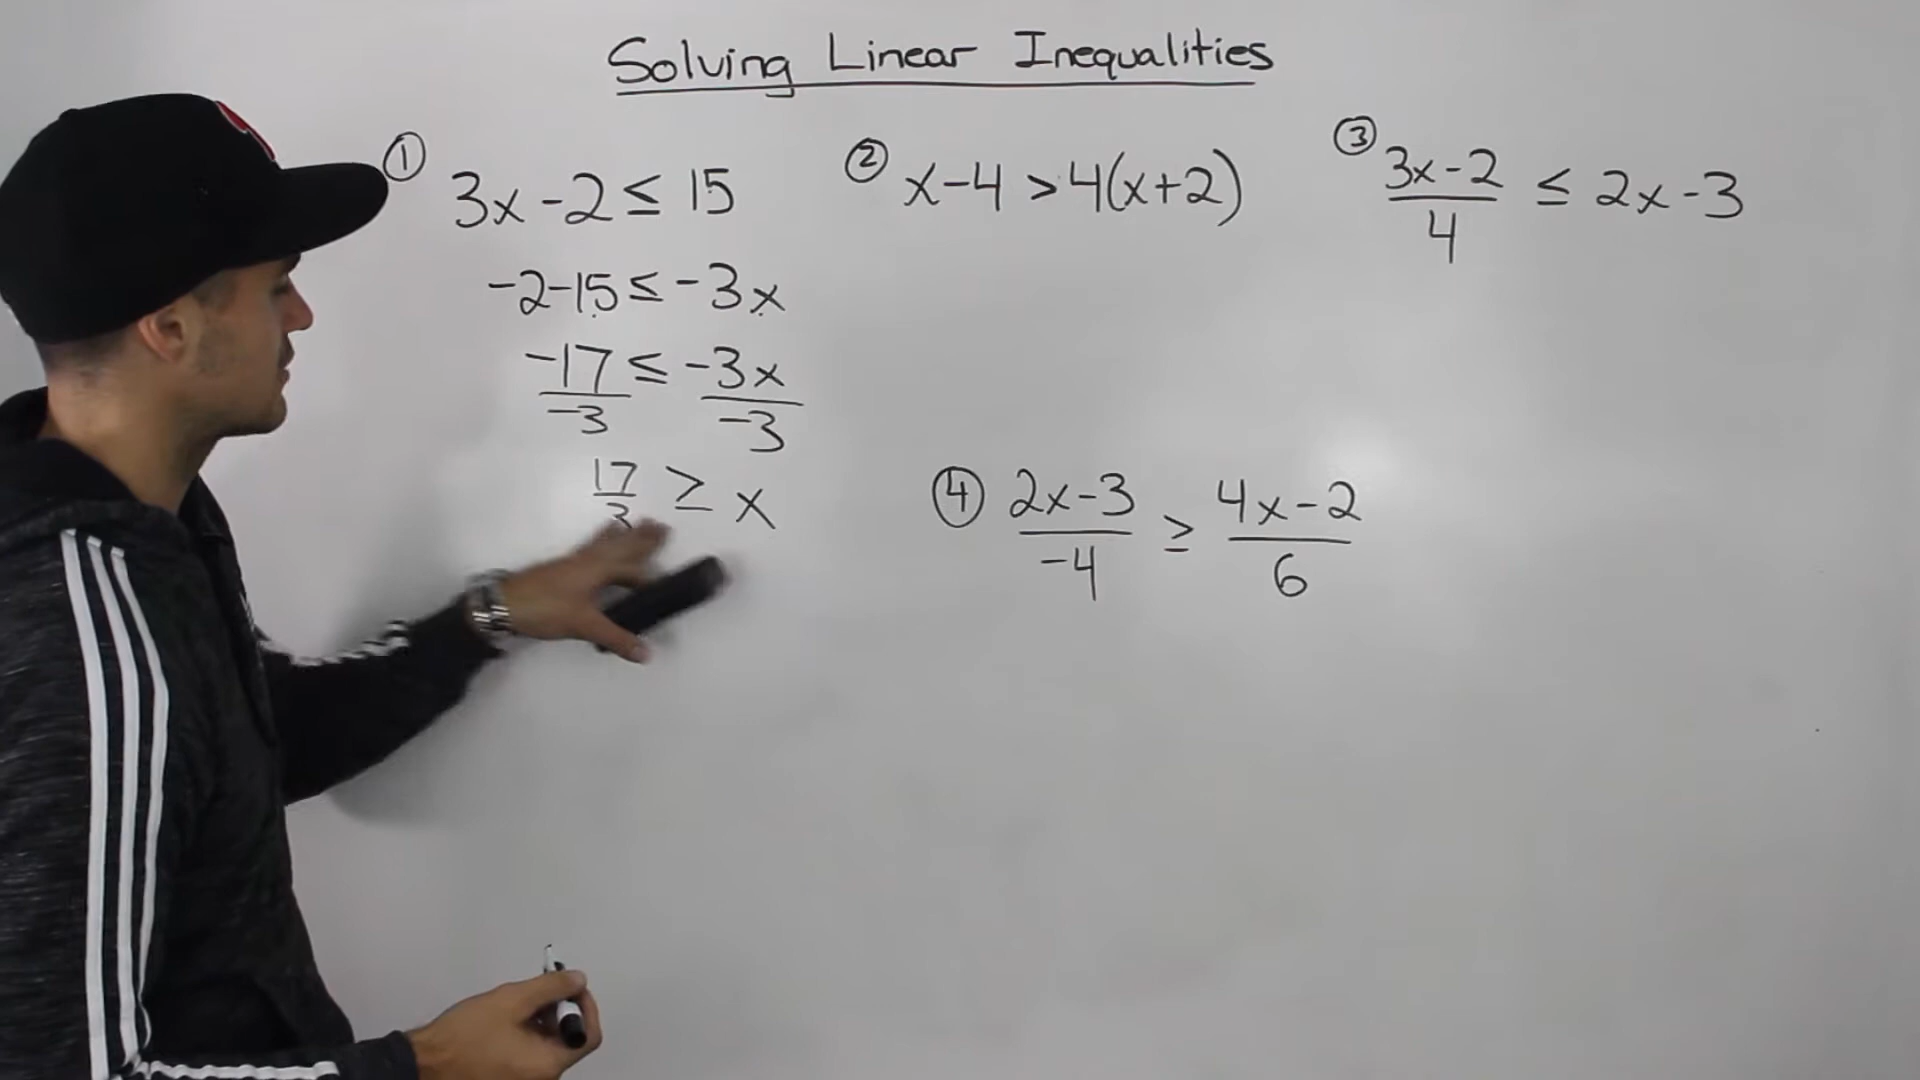 Solving Linear Inequalities
① 3x-2 ≤ 15
-2-15 ≤ -3x
-17 ≤ -3x
-3 -3
17/3 ≥ x
② x-4 > 4(x+2)
③ 3x-2/4 ≤ 2x-3
④ 2x-3/-4 ≥ 4x-2/6